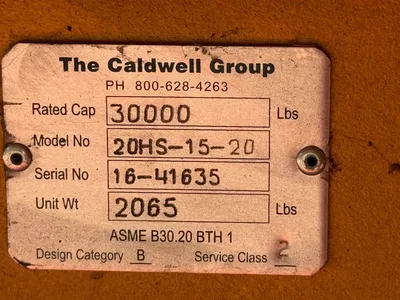 The Caldwell Group
PH 800-628-4263
Rated Cap 30000 Lbs
Model No 20HS-15-20
Serial No 16-41635
Unit Wt 2065 Lbs
ASME B30.20 BTH 1
Design Category B Service Class 2